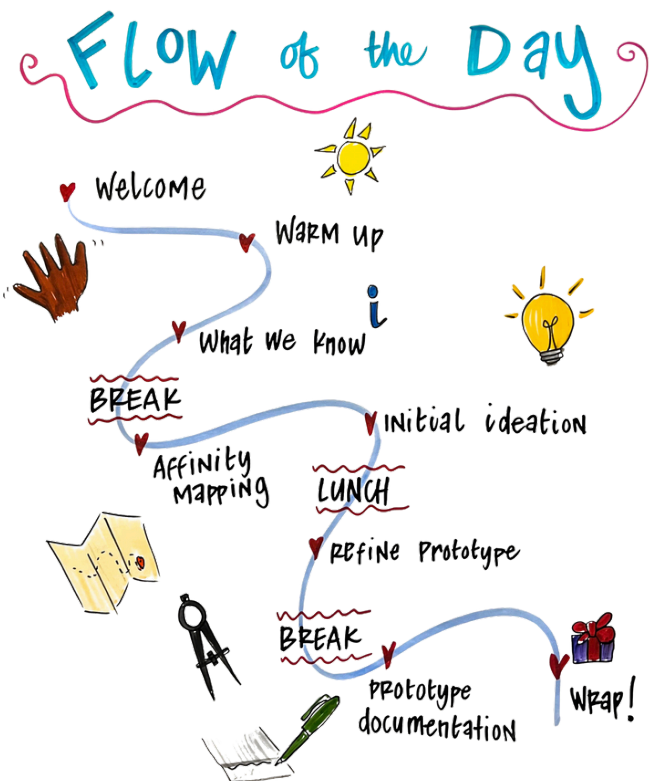 FLOW of the Day
Welcome
Warm up
i
What we know
BREAK
Initial ideation
Affinity
Mapping
LUNCH
Refine prototype
BREAK
Prototype
documentation
Wrap!